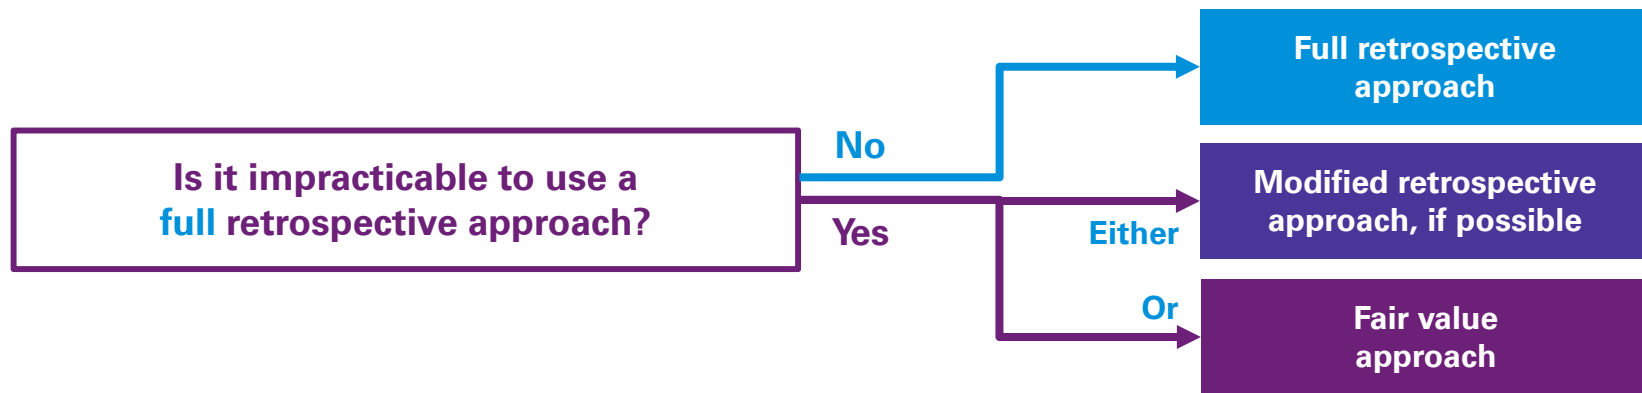 Is it impracticable to use a
full retrospective approach?
No
Yes
Full retrospective
approach
Either
Modified retrospective
approach, if possible
Or
Fair value
approach